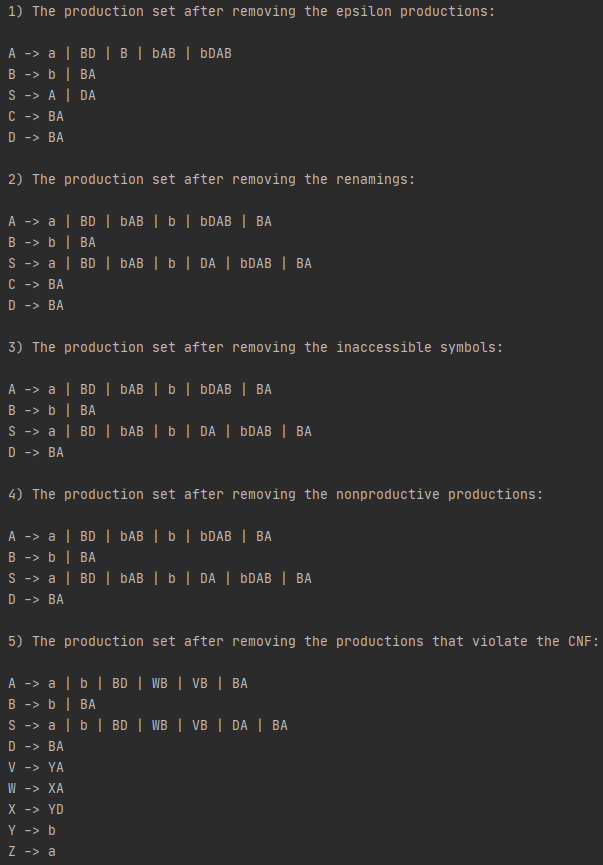 1) The production set after removing the epsilon productions:
A -> a | BD | B | bAB | bDAB
B -> b | BA
S -> A | DA
C -> BA
D -> BA
2) The production set after removing the renamings:
A -> a | BD | bAB | b | bDAB | BA
B -> b | BA
S -> a | BD | bAB | b | DA | bDAB | BA
C -> BA
D -> BA
3) The production set after removing the inaccessible symbols:
A -> a | BD | bAB | b | bDAB | BA
B -> b | BA
S -> a | BD | bAB | b | DA | bDAB | BA
D -> BA
4) The production set after removing the nonproductive productions:
A -> a | BD | bAB | b | bDAB | BA
B -> b | BA
S -> a | BD | bAB | b | DA | bDAB | BA
D -> BA
5) The production set after removing the productions that violate the CNF:
A -> a | b | BD | WB | VB | BA
B -> b | BA
S -> a | b | BD | WB | VB | DA | BA
D -> BA
V -> YA
W -> XA
X -> YD
Y -> b
Z -> a